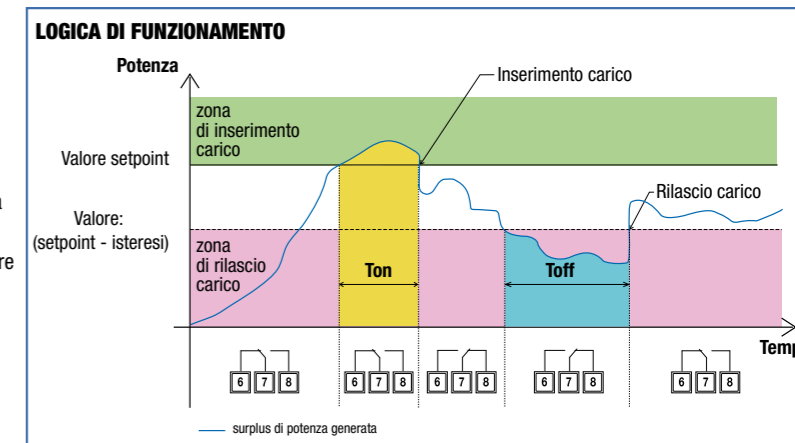 LOGICA DI FUNZIONAMENTO
Potenza
Inserimento carico
zona
di inserimento
carico
Valore setpoint
Rilascio carico
Valore:
(setpoint - isteresi)
zona
di rilascio
carico
Ton
Toff
Temp
6 7 8
6 7 8
6 7 8
6 7 8
6 7 8
surplus di potenza generata
a
re